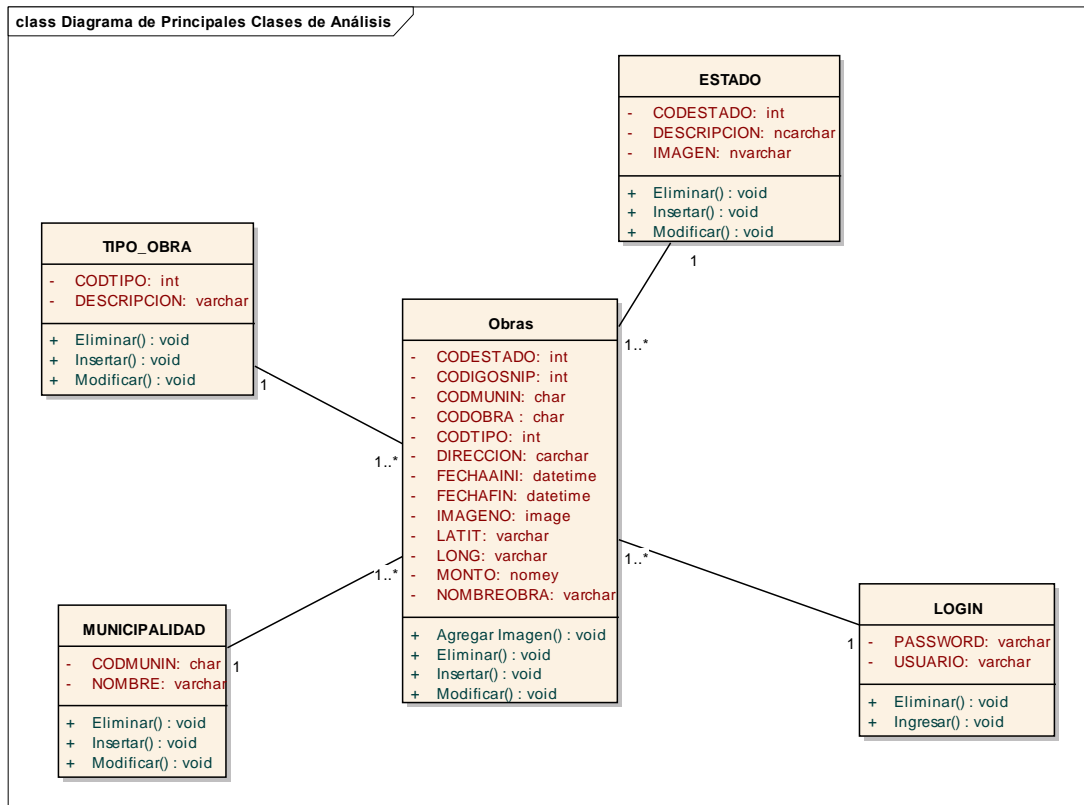 class Diagrama de Principales Clases de Análisis
ESTADO
- CODESTADO: int
- DESCRIPCION: ncarchar
- IMAGEN: nvarchar
+ Eliminar() : void
+ Insertar() : void
+ Modificar() : void
1
1..*
TIPO_OBRA
- CODTIPO: int
- DESCRIPCION: varchar
+ Eliminar() : void
+ Insertar() : void
+ Modificar() : void
1
1..*
Obras
- CODESTADO: int
- CODIGOSNIP: int
- CODMUNIN: char
- CODOBRA : char
- CODTIPO: int
- DIRECCION: carchar
- FECHAAINI: datetime
- FECHAFIN: datetime
- IMAGENO: image
- LATIT: varchar
- LONG: varchar
- MONTO: nomey
- NOMBREOBRA: varchar
+ Agregar Imagen() : void
+ Eliminar() : void
+ Insertar() : void
+ Modificar() : void
1..*
1
MUNICIPALIDAD
- CODMUNIN: char
- NOMBRE: varchar
+ Eliminar() : void
+ Insertar() : void
+ Modificar() : void
1..*
1
LOGIN
- PASSWORD: varchar
- USUARIO: varchar
+ Eliminar() : void
+ Ingresar() : void